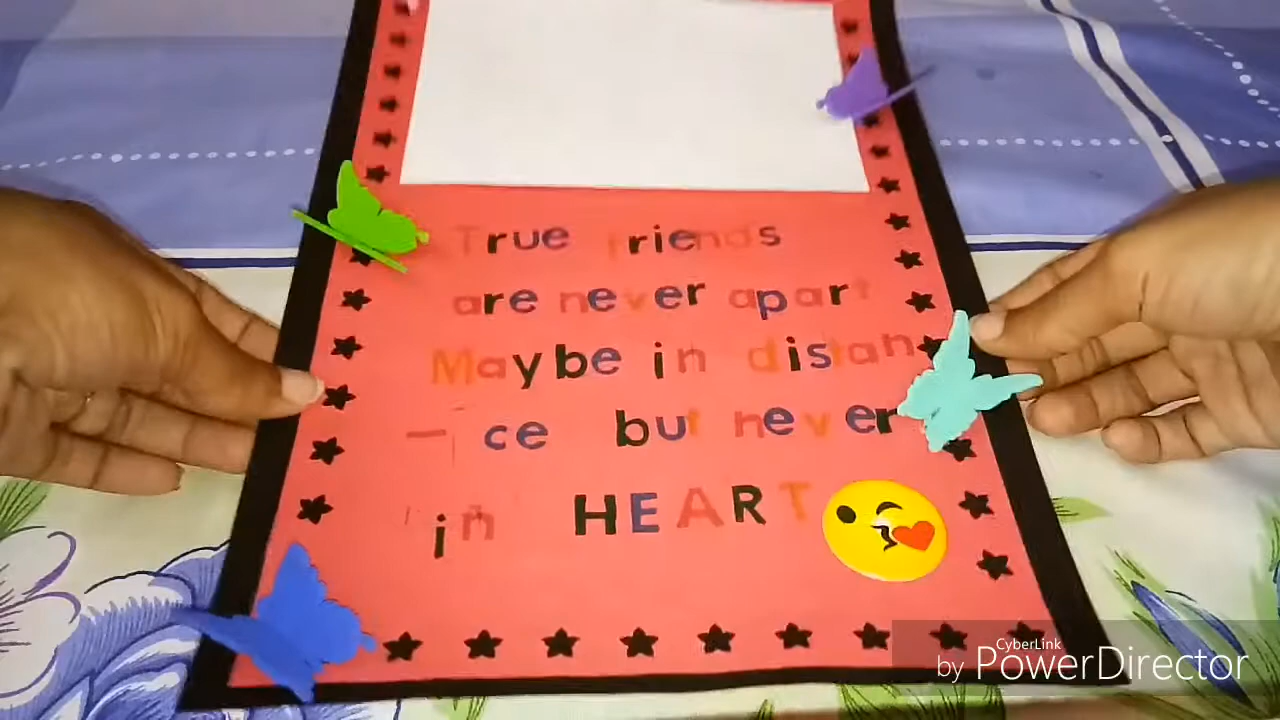 True friends
are never apart
Maybe in distan
- ce but never
in HEART
CyberLink
by PowerDirector